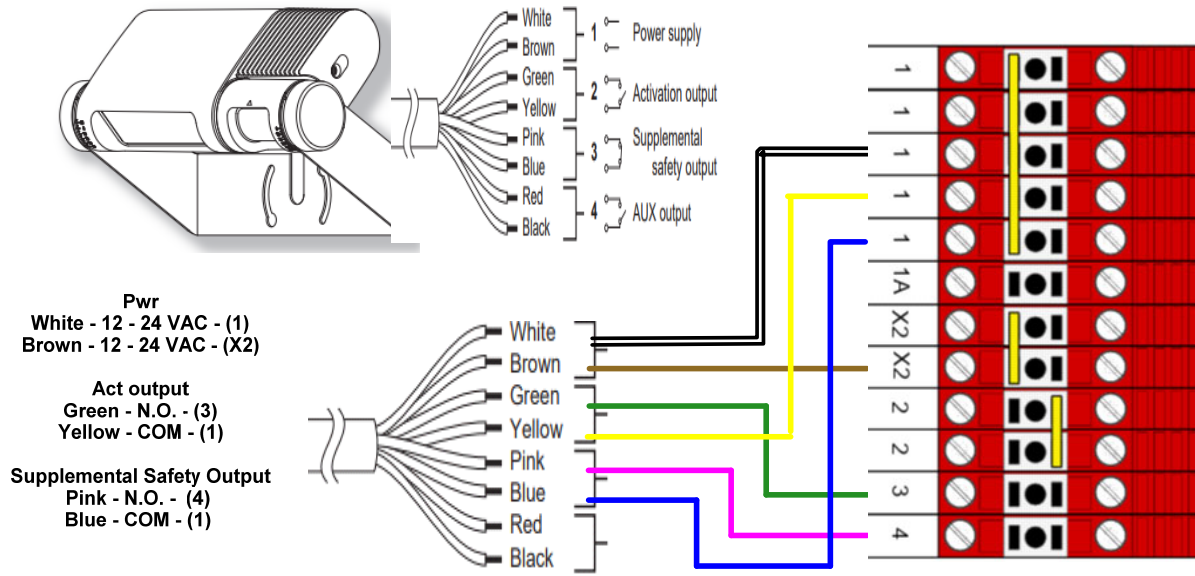 White
Brown
1
Power supply
Green
Yellow
2
Activation output
Pink
Blue
3
Supplemental
safety output
Red
Black
4
AUX output
1
1
1
1
1
1A
X2
X2
2
2
3
4
Pwr
White - 12 - 24 VAC - (1)
Brown - 12 - 24 VAC - (X2)
Act output
Green - N.O. - (3)
Yellow - COM - (1)
Supplemental Safety Output
Pink - N.O. - (4)
Blue - COM - (1)
White
Brown
Green
Yellow
Pink
Blue
Red
Black